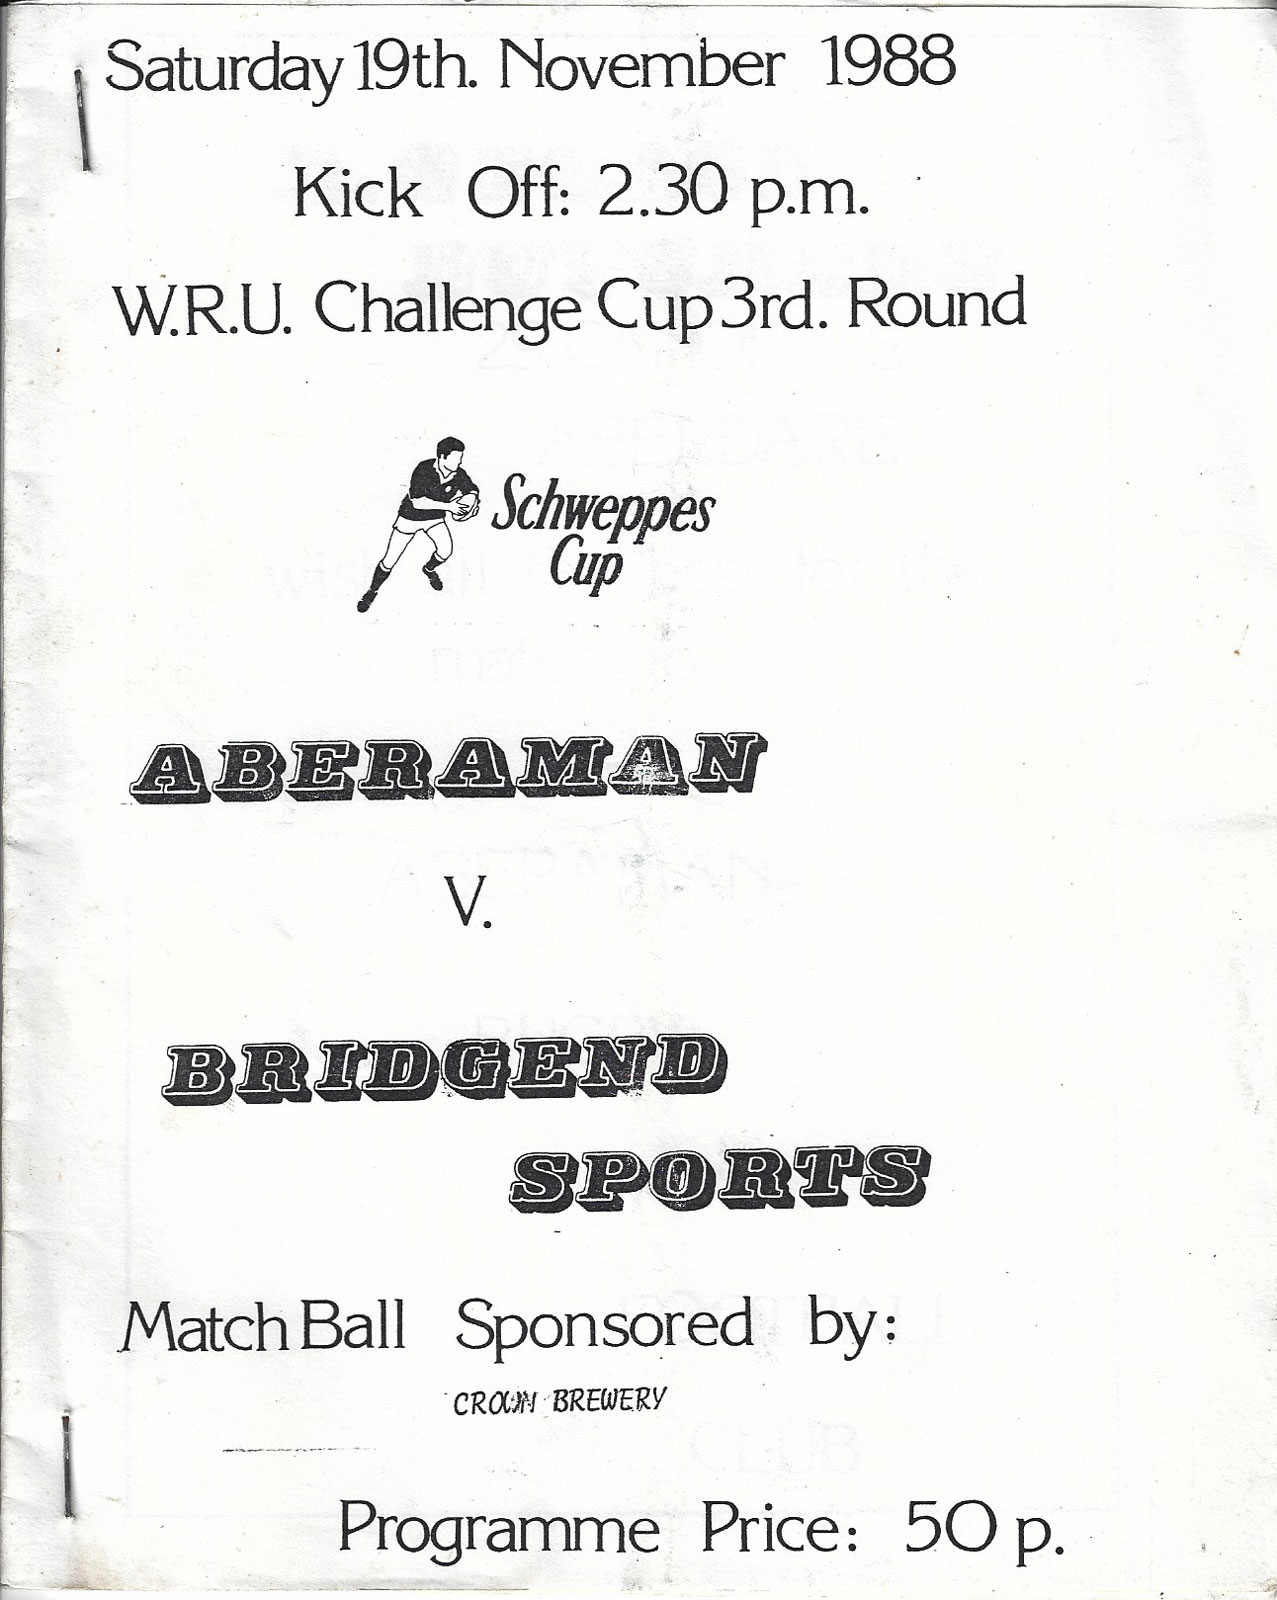 Saturday 19th. November 1988
Kick Off: 2.30 p.m.
W.R.U. Challenge Cup 3rd. Round
Schweppes
Cup
ABERAMAN
V.
BRIDGEND
SPORTS
Match Ball Sponsored by:
CROWN BREWERY
Programme Price: 50 p.